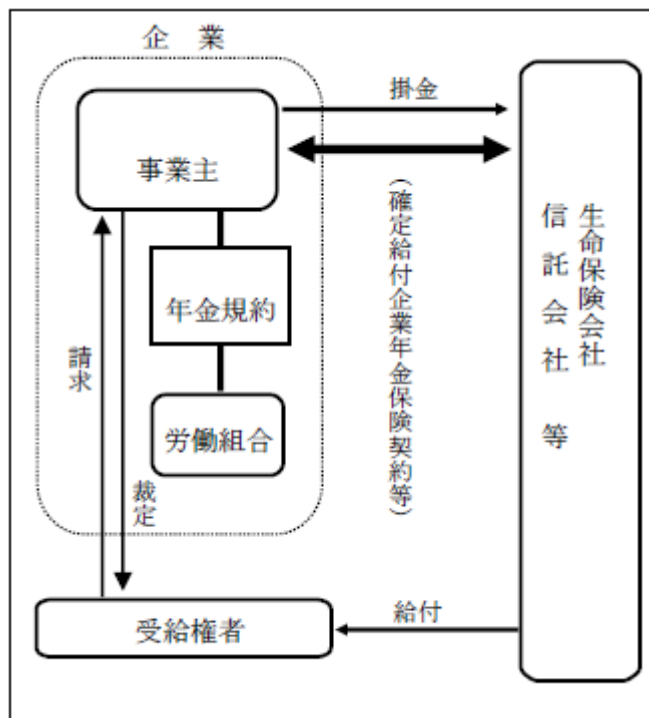 企業
掛金
事業主
(確定給付企業年金保険契約等)
生命保険会社
信託会社 等
年金規約
請求
労働組合
裁定
受給権者
給付